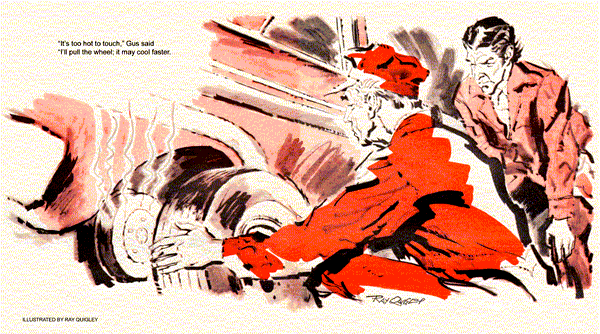 "It's too hot to touch," Gus said
"I'll pull the wheel; it may cool faster.
RAY QUIGLEY
ILLUSTRATED BY RAY QUIGLEY